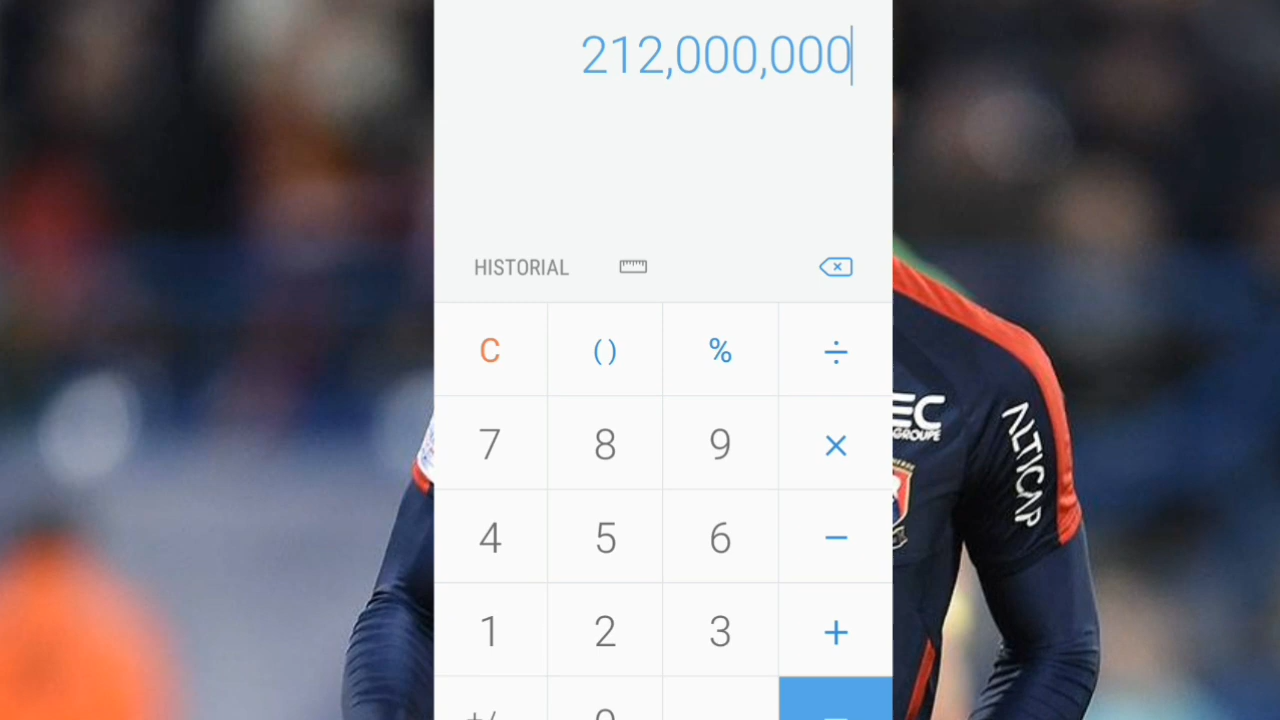 212,000,000
HISTORIAL
C ( ) % ÷
7 8 9 ×
4 5 6 −
1 2 3 +
EC
GROUPE
ALTICAP